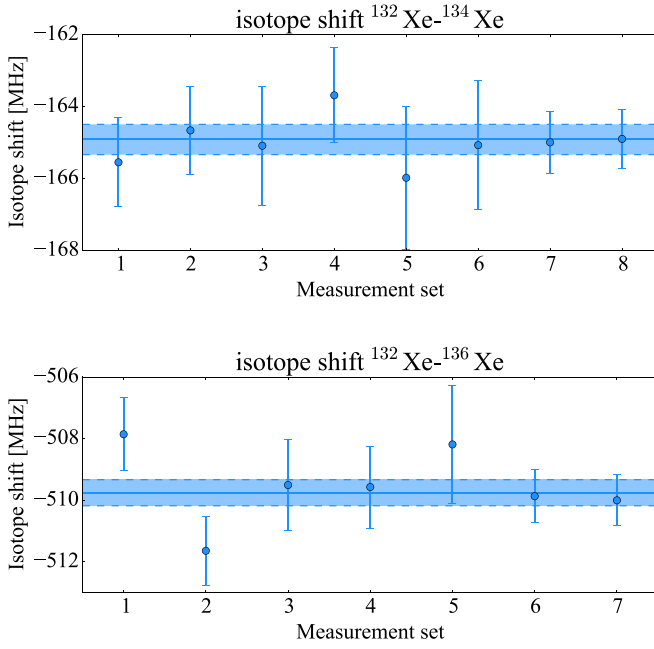 isotope shift ¹³²Xe-¹³⁴Xe
Isotope shift [MHz]
−162
−164
−166
−168
1 2 3 4 5 6 7 8
Measurement set
isotope shift ¹³²Xe-¹³⁶Xe
Isotope shift [MHz]
−506
−508
−510
−512
1 2 3 4 5 6 7
Measurement set